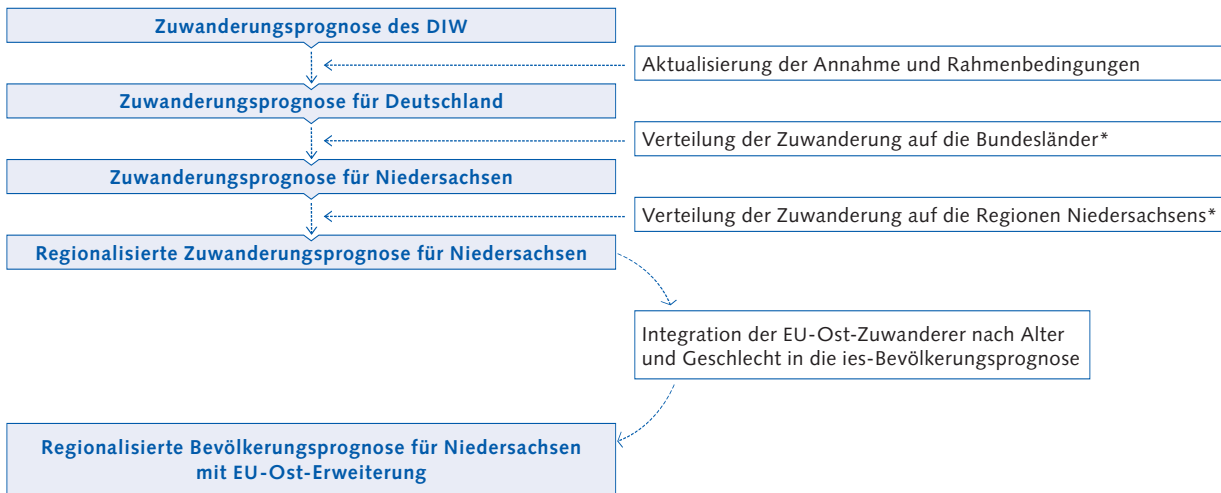 Zuwanderungsprognose des DIW
Aktualisierung der Annahme und Rahmenbedingungen
Zuwanderungsprognose für Deutschland
Verteilung der Zuwanderung auf die Bundesländer*
Zuwanderungsprognose für Niedersachsen
Verteilung der Zuwanderung auf die Regionen Niedersachsens*
Regionalisierte Zuwanderungsprognose für Niedersachsen
Integration der EU-Ost-Zuwanderer nach Alter
und Geschlecht in die ies-Bevölkerungsprognose
Regionalisierte Bevölkerungsprognose für Niedersachsen
mit EU-Ost-Erweiterung